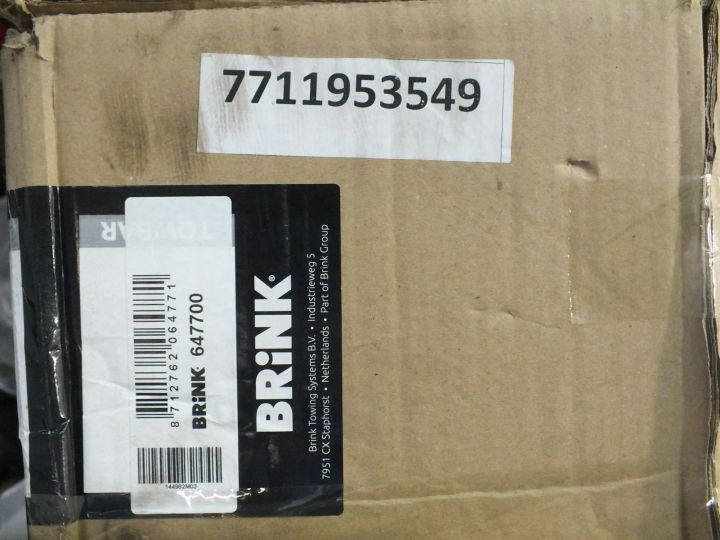 7711953549
TOWBAR
8 712762 064771
BRiNK 647700
144982M03
BRiNK®
Brink Towing Systems B.V. • Industrieweg 5
7951 CX Staphorst • Netherlands • Part of Brink Group